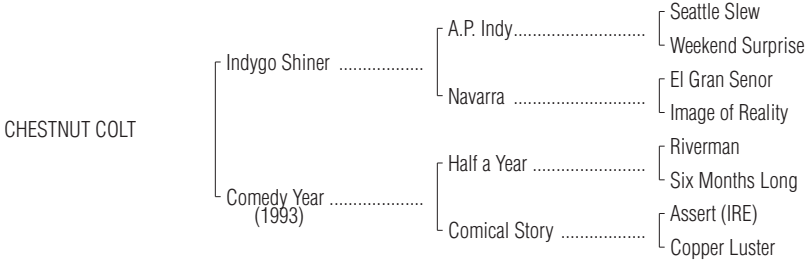 Seattle Slew
A.P. Indy..............................
Weekend Surprise
Indygo Shiner ..................
El Gran Senor
Navarra ..............................
Image of Reality
CHESTNUT COLT
Riverman
Half a Year ..........................
Six Months Long
Comedy Year ....................
(1993)
Assert (IRE)
Comical Story ...................
Copper Luster